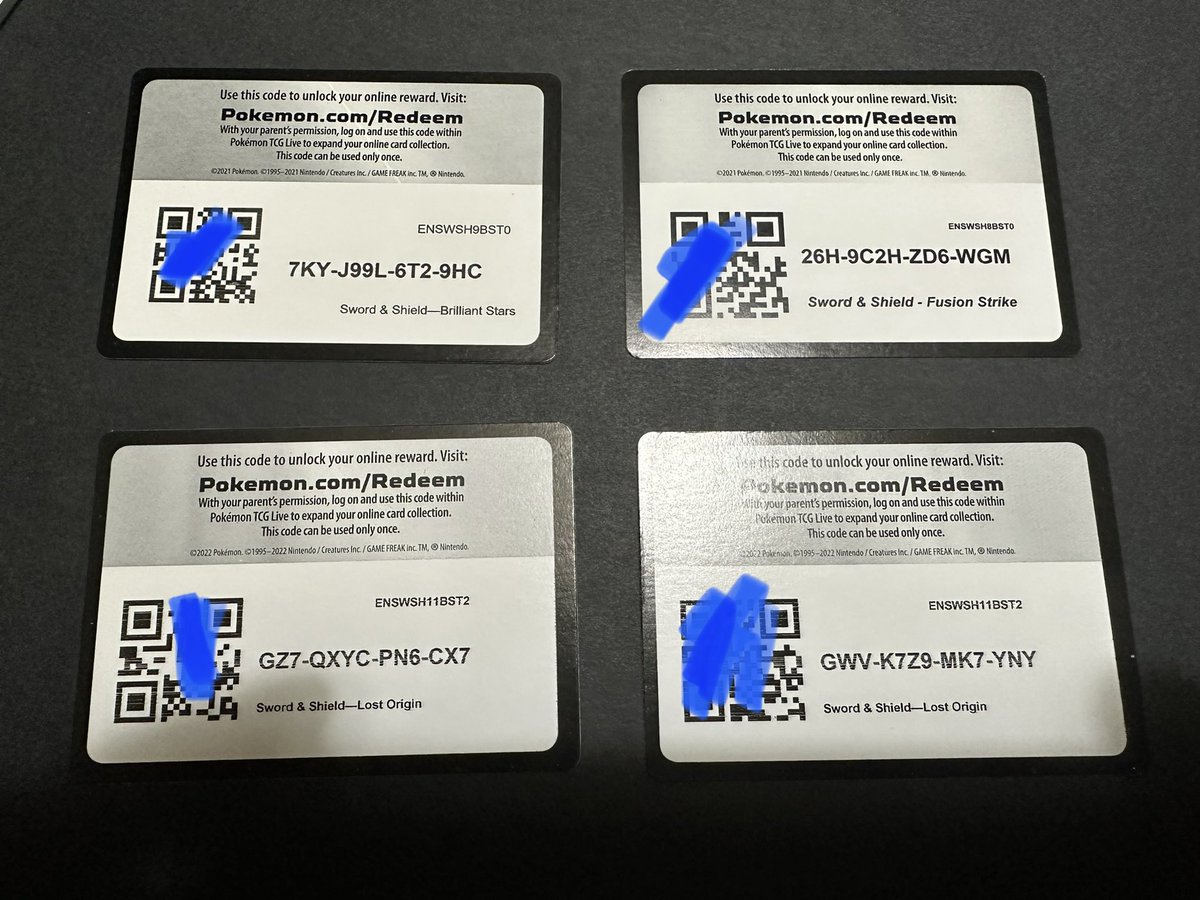 Use this code to unlock your online reward. Visit:
Pokemon.com/Redeem
With your parent's permission, log on and use this code within
Pokémon TCG Live to expand your online card collection.
This code can be used only once.
©2021 Pokémon. ©1995–2021 Nintendo / Creatures Inc. / GAME FREAK inc. TM, ® Nintendo.
ENSWSH9BST0
7KY-J99L-6T2-9HC
Sword & Shield—Brilliant Stars
Use this code to unlock your online reward. Visit:
Pokemon.com/Redeem
With your parent's permission, log on and use this code within
Pokémon TCG Live to expand your online card collection.
This code can be used only once.
©2021 Pokémon. ©1995–2021 Nintendo / Creatures Inc. / GAME FREAK inc. TM, ® Nintendo.
ENSWSH8BST0
26H-9C2H-ZD6-WGM
Sword & Shield - Fusion Strike
Use this code to unlock your online reward. Visit:
Pokemon.com/Redeem
With your parent's permission, log on and use this code within
Pokémon TCG Live to expand your online card collection.
This code can be used only once.
©2022 Pokémon. ©1995–2022 Nintendo / Creatures Inc. / GAME FREAK inc. TM, ® Nintendo.
ENSWSH11BST2
GZ7-QXYC-PN6-CX7
Sword & Shield—Lost Origin
Use this code to unlock your online reward. Visit:
Pokemon.com/Redeem
With your parent's permission, log on and use this code within
Pokémon TCG Live to expand your online card collection.
This code can be used only once.
©2022 Pokémon. ©1995–2022 Nintendo / Creatures Inc. / GAME FREAK inc. TM, ® Nintendo.
ENSWSH11BST2
GWV-K7Z9-MK7-YNY
Sword & Shield—Lost Origin